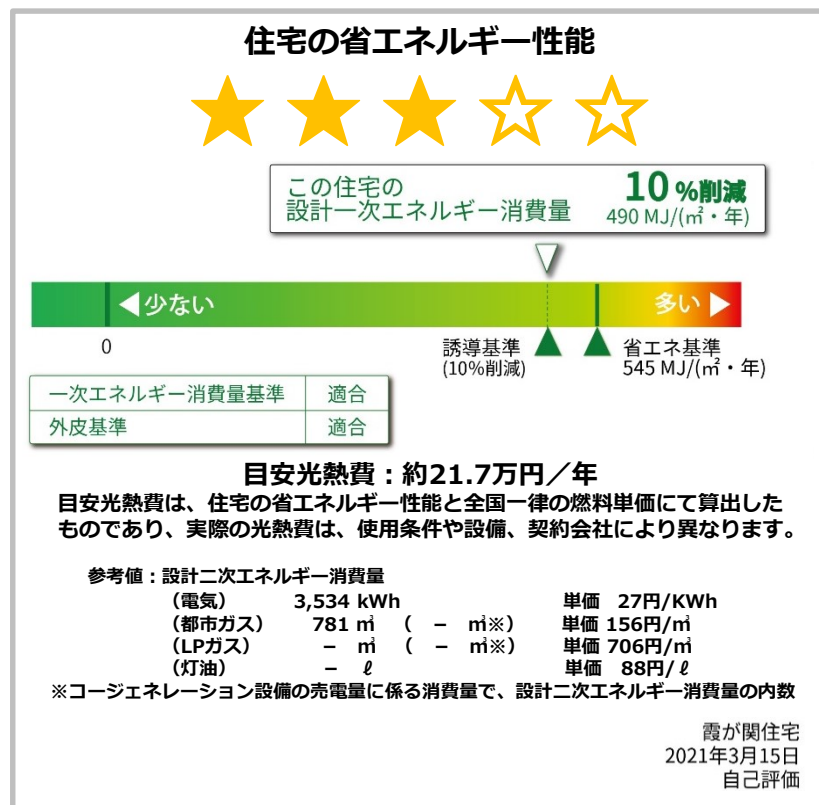 住宅の省エネルギー性能
この住宅の
設計一次エネルギー消費量
10%削減
490 MJ/(㎡・年)
◀少ない
多い▶
0
誘導基準
(10%削減)
省エネ基準
545 MJ/(㎡・年)
一次エネルギー消費量基準 適合
外皮基準 適合
目安光熱費：約21.7万円／年
目安光熱費は、住宅の省エネルギー性能と全国一律の燃料単価にて算出した
ものであり、実際の光熱費は、使用条件や設備、契約会社により異なります。
参考値：設計二次エネルギー消費量
（電気） 3,534 kWh 単価 27円/KWh
（都市ガス） 781 ㎥ （ － ㎥※） 単価 156円/㎥
（LPガス） － ㎥ （ － ㎥※） 単価 706円/㎥
（灯油） － ℓ 単価 88円/ℓ
※コージェネレーション設備の売電量に係る消費量で、設計二次エネルギー消費量の内数
霞が関住宅
2021年3月15日
自己評価